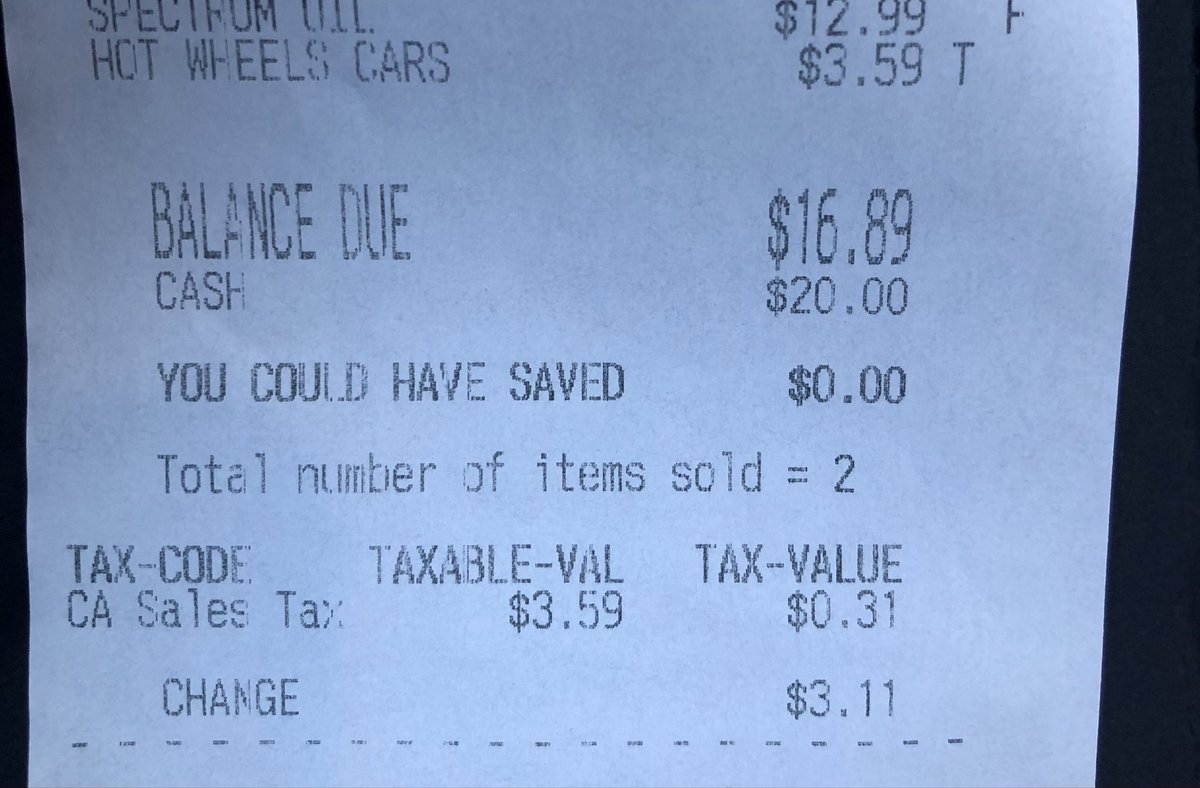 SPECTRUM OIL $12.99 F
HOT WHEELS CARS $3.59 T
BALANCE DUE $16.89
CASH $20.00
YOU COULD HAVE SAVED $0.00
Total number of items sold = 2
TAX-CODE TAXABLE-VAL TAX-VALUE
CA Sales Tax $3.59 $0.31
CHANGE $3.11